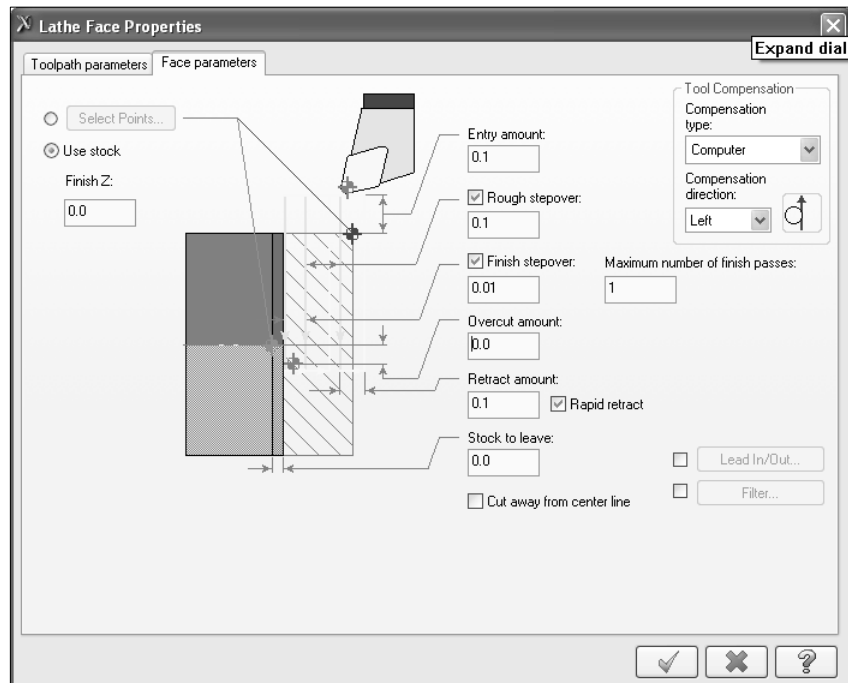 Lathe Face Properties
Expand dial
Toolpath parameters
Face parameters
Select Points...
Use stock
Finish Z:
0.0
Entry amount:
0.1
Rough stepover:
0.1
Finish stepover:
0.01
Maximum number of finish passes:
1
Overcut amount:
0.0
Retract amount:
0.1
Rapid retract
Stock to leave:
0.0
Cut away from center line
Tool Compensation
Compensation
type:
Computer
Compensation
direction:
Left
Lead In/Out...
Filter...